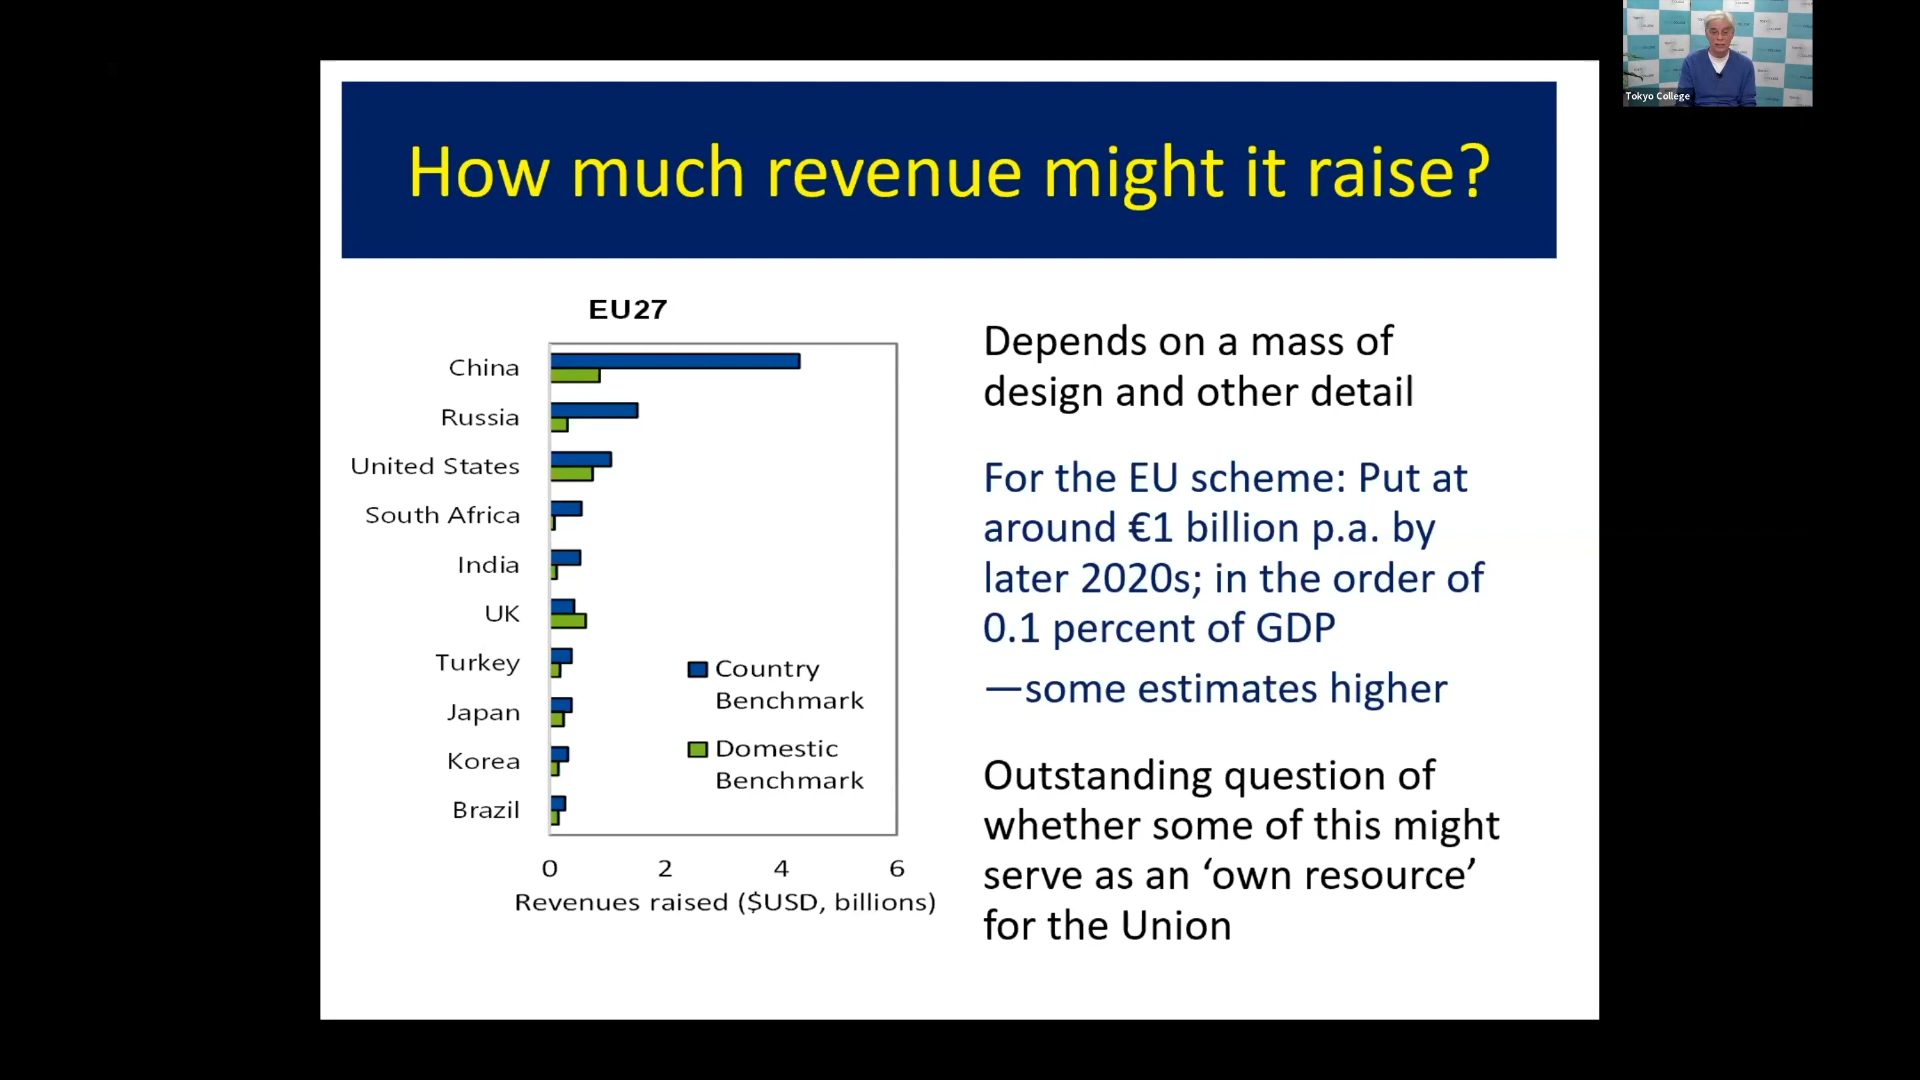 Tokyo College
How much revenue might it raise?
EU27
China
Russia
United States
South Africa
India
UK
Turkey
Japan
Korea
Brazil
Country
Benchmark
Domestic
Benchmark
0 2 4 6
Revenues raised ($USD, billions)
Depends on a mass of
design and other detail
For the EU scheme: Put at
around €1 billion p.a. by
later 2020s; in the order of
0.1 percent of GDP
—some estimates higher
Outstanding question of
whether some of this might
serve as an ‘own resource’
for the Union